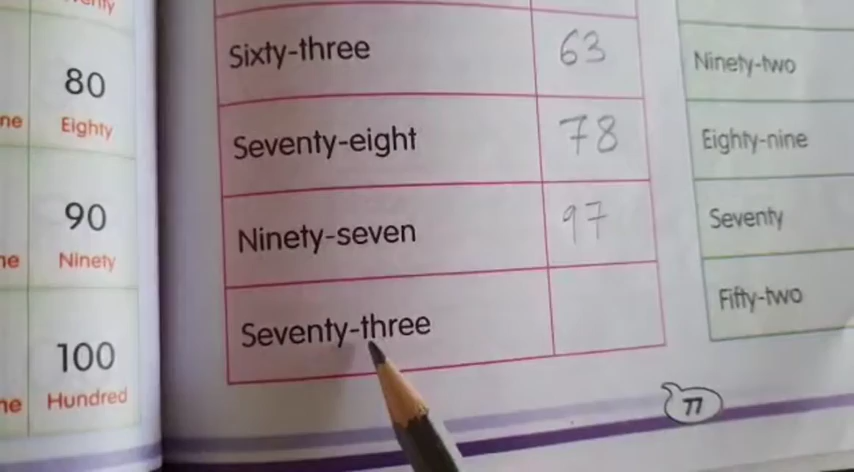 80
Eighty
90
Ninety
100
Hundred
Sixty-three 63
Seventy-eight 78
Ninety-seven 97
Seventy-three
Ninety-two
Eighty-nine
Seventy
Fifty-two
77